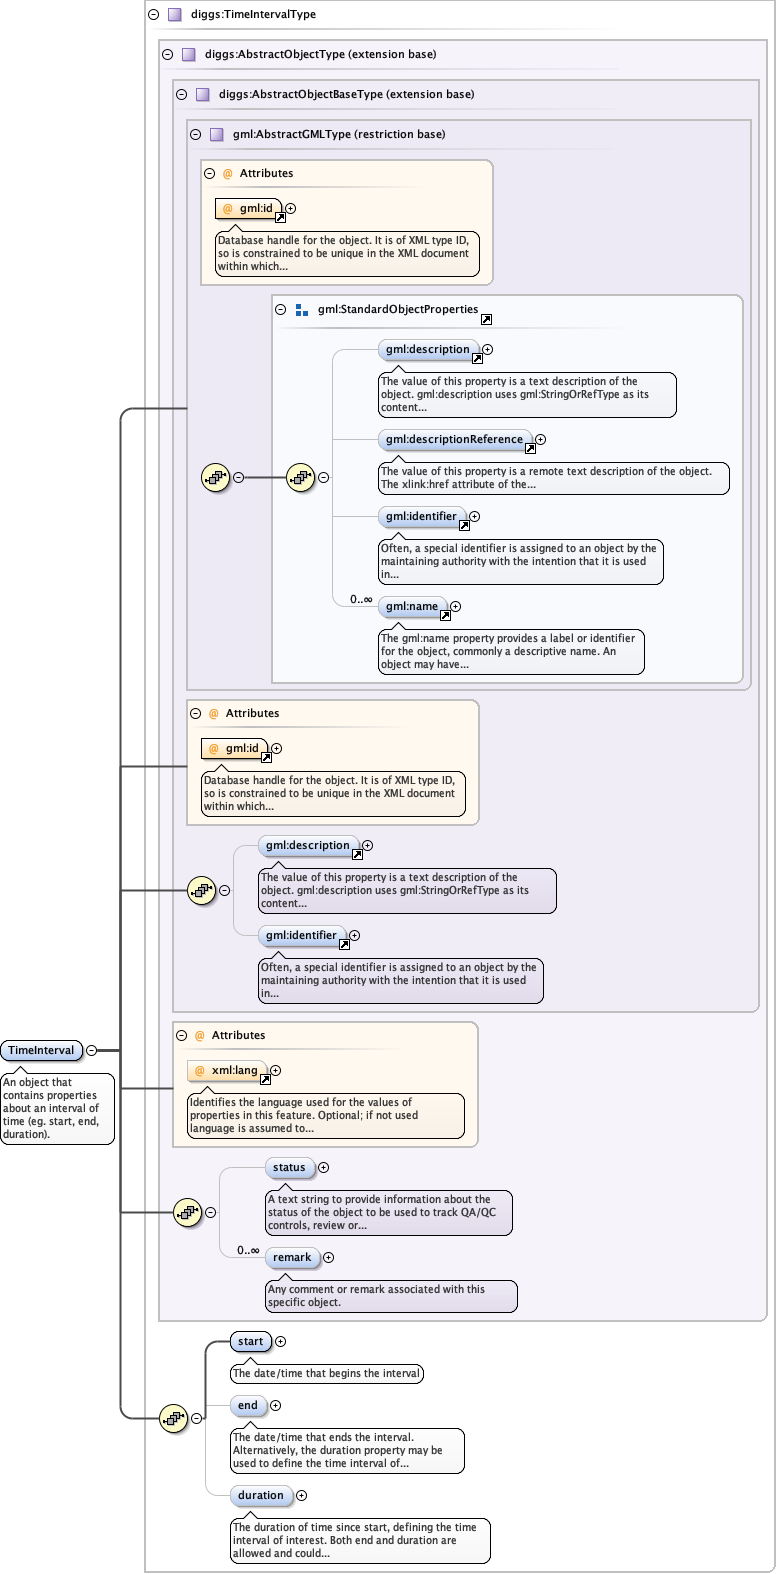 diggs:TimeIntervalType
diggs:AbstractObjectType (extension base)
diggs:AbstractObjectBaseType (extension base)
gml:AbstractGMLType (restriction base)
@ Attributes
@ gml:id
Database handle for the object. It is of XML type ID,
so is constrained to be unique in the XML document
within which...
gml:StandardObjectProperties
gml:description
The value of this property is a text description of the
object. gml:description uses gml:StringOrRefType as its
content...
gml:descriptionReference
The value of this property is a remote text description of the object.
The xlink:href attribute of the...
gml:identifier
Often, a special identifier is assigned to an object by the
maintaining authority with the intention that it is used
in...
0..∞
gml:name
The gml:name property provides a label or identifier
for the object, commonly a descriptive name. An
object may have...
@ Attributes
@ gml:id
Database handle for the object. It is of XML type ID,
so is constrained to be unique in the XML document
within which...
gml:description
The value of this property is a text description of the
object. gml:description uses gml:StringOrRefType as its
content...
gml:identifier
Often, a special identifier is assigned to an object by the
maintaining authority with the intention that it is used
in...
TimeInterval
An object that
contains properties
about an interval of
time (eg. start, end,
duration).
@ Attributes
@ xml:lang
Identifies the language used for the values of
properties in this feature. Optional; if not used
language is assumed to...
status
A text string to provide information about the
status of the object to be used to track QA/QC
controls, review or...
0..∞
remark
Any comment or remark associated with this
specific object.
start
The date/time that begins the interval
end
The date/time that ends the interval.
Alternatively, the duration property may be
used to define the time interval of...
duration
The duration of time since start, defining the time
interval of interest. Both end and duration are
allowed and could...